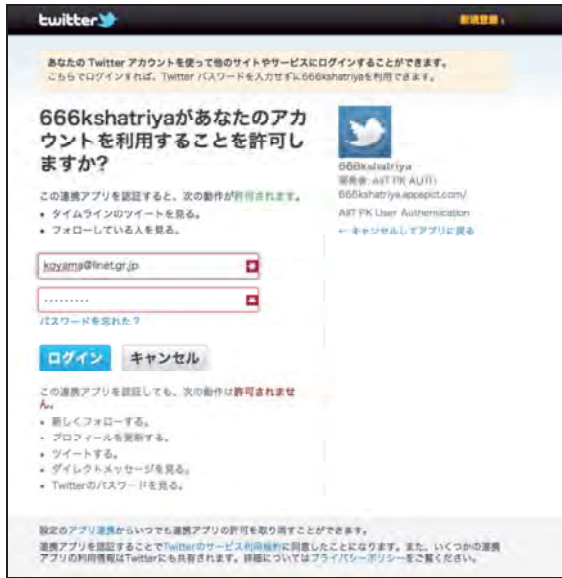 twitter
新規登録 ›
あなたの Twitter アカウントを使って他のサイトやサービスにログインすることができます。
こちらでログインすれば、Twitter パスワードを入力せずに666kshatriyaを利用できます。
666kshatriyaがあなたのアカ
ウントを利用することを許可し
ますか?
この連携アプリを認証すると、次の動作が許可されます。
• タイムラインのツイートを見る。
• フォローしている人を見る。
koyama@linet.gr.jp
·········
パスワードを忘れた?
ログイン キャンセル
この連携アプリを認証しても、次の動作は許可されませ
ん。
• 新しくフォローする。
• プロフィールを更新する。
• ツイートする。
• ダイレクトメッセージを見る。
• Twitterのパスワードを見る。
666kshatriya
開発者: AIIT PK AUTH
666kshatriya.appspot.com/
AIIT PK User Authentication
← キャンセルしてアプリに戻る
設定のアプリ連携からいつでも連携アプリの許可を取り消すことができます。
連携アプリを認証することでTwitterのサービス利用規約に同意したことになります。また、いくつかの連携
アプリの利用情報はTwitterにも共有されます。詳細についてはプライバシーポリシーをご覧ください。